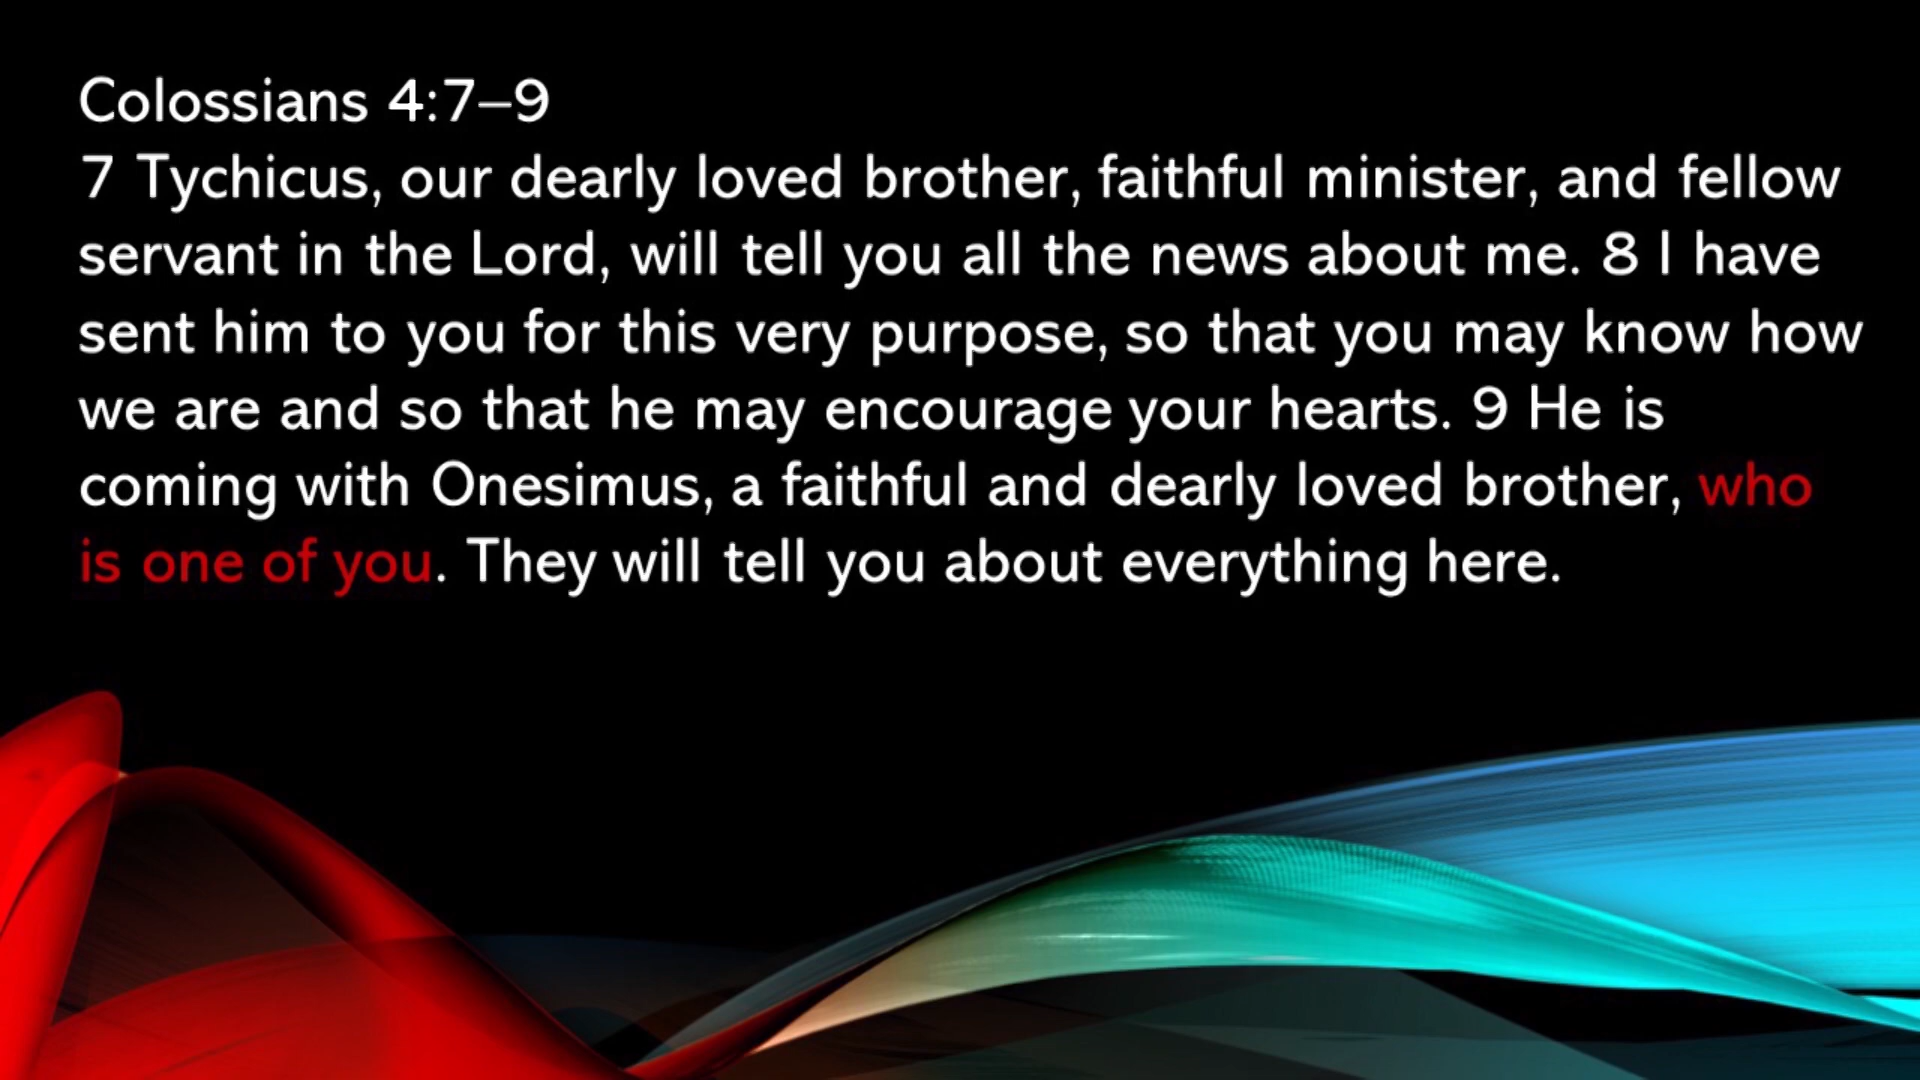 Colossians 4:7–9
7 Tychicus, our dearly loved brother, faithful minister, and fellow
servant in the Lord, will tell you all the news about me. 8 I have
sent him to you for this very purpose, so that you may know how
we are and so that he may encourage your hearts. 9 He is
coming with Onesimus, a faithful and dearly loved brother, who
is one of you. They will tell you about everything here.